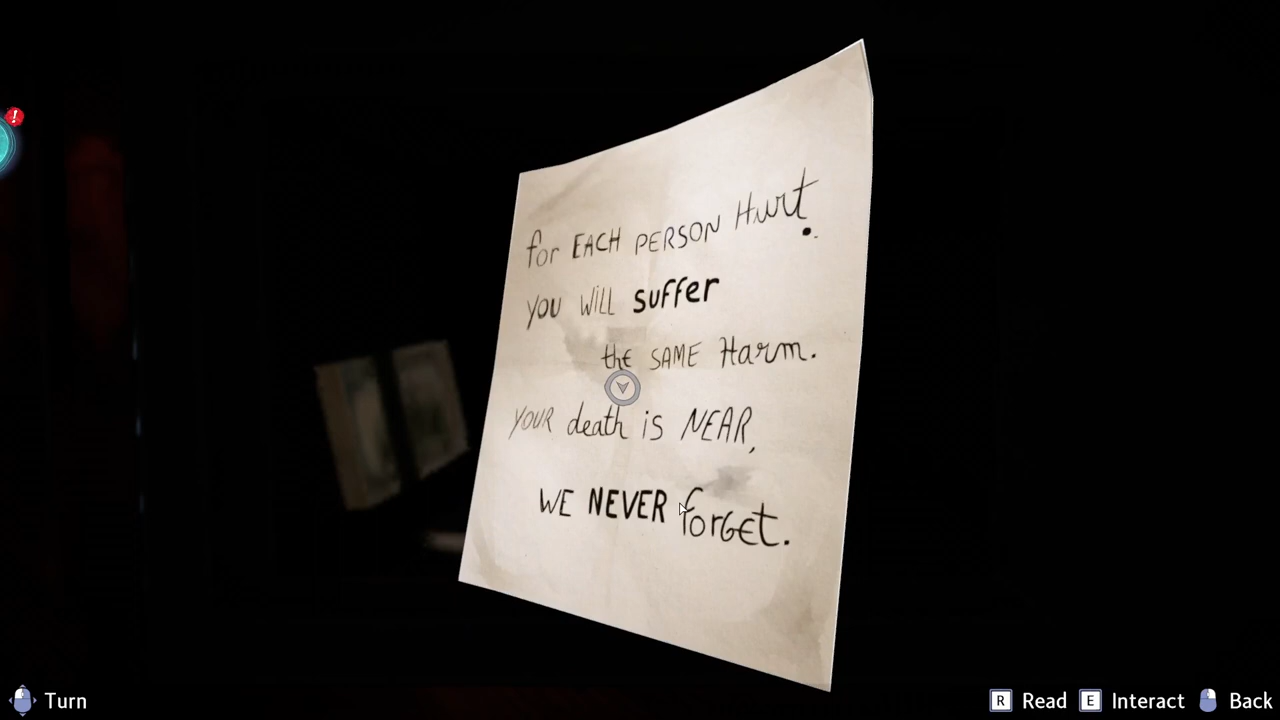 !
for EACH PERSON Hurt.
YOU WiLL suffer
the SAME Harm.
YOUR death iS NEAR,
WE NEVER forGEt.
Turn
R Read E Interact Back